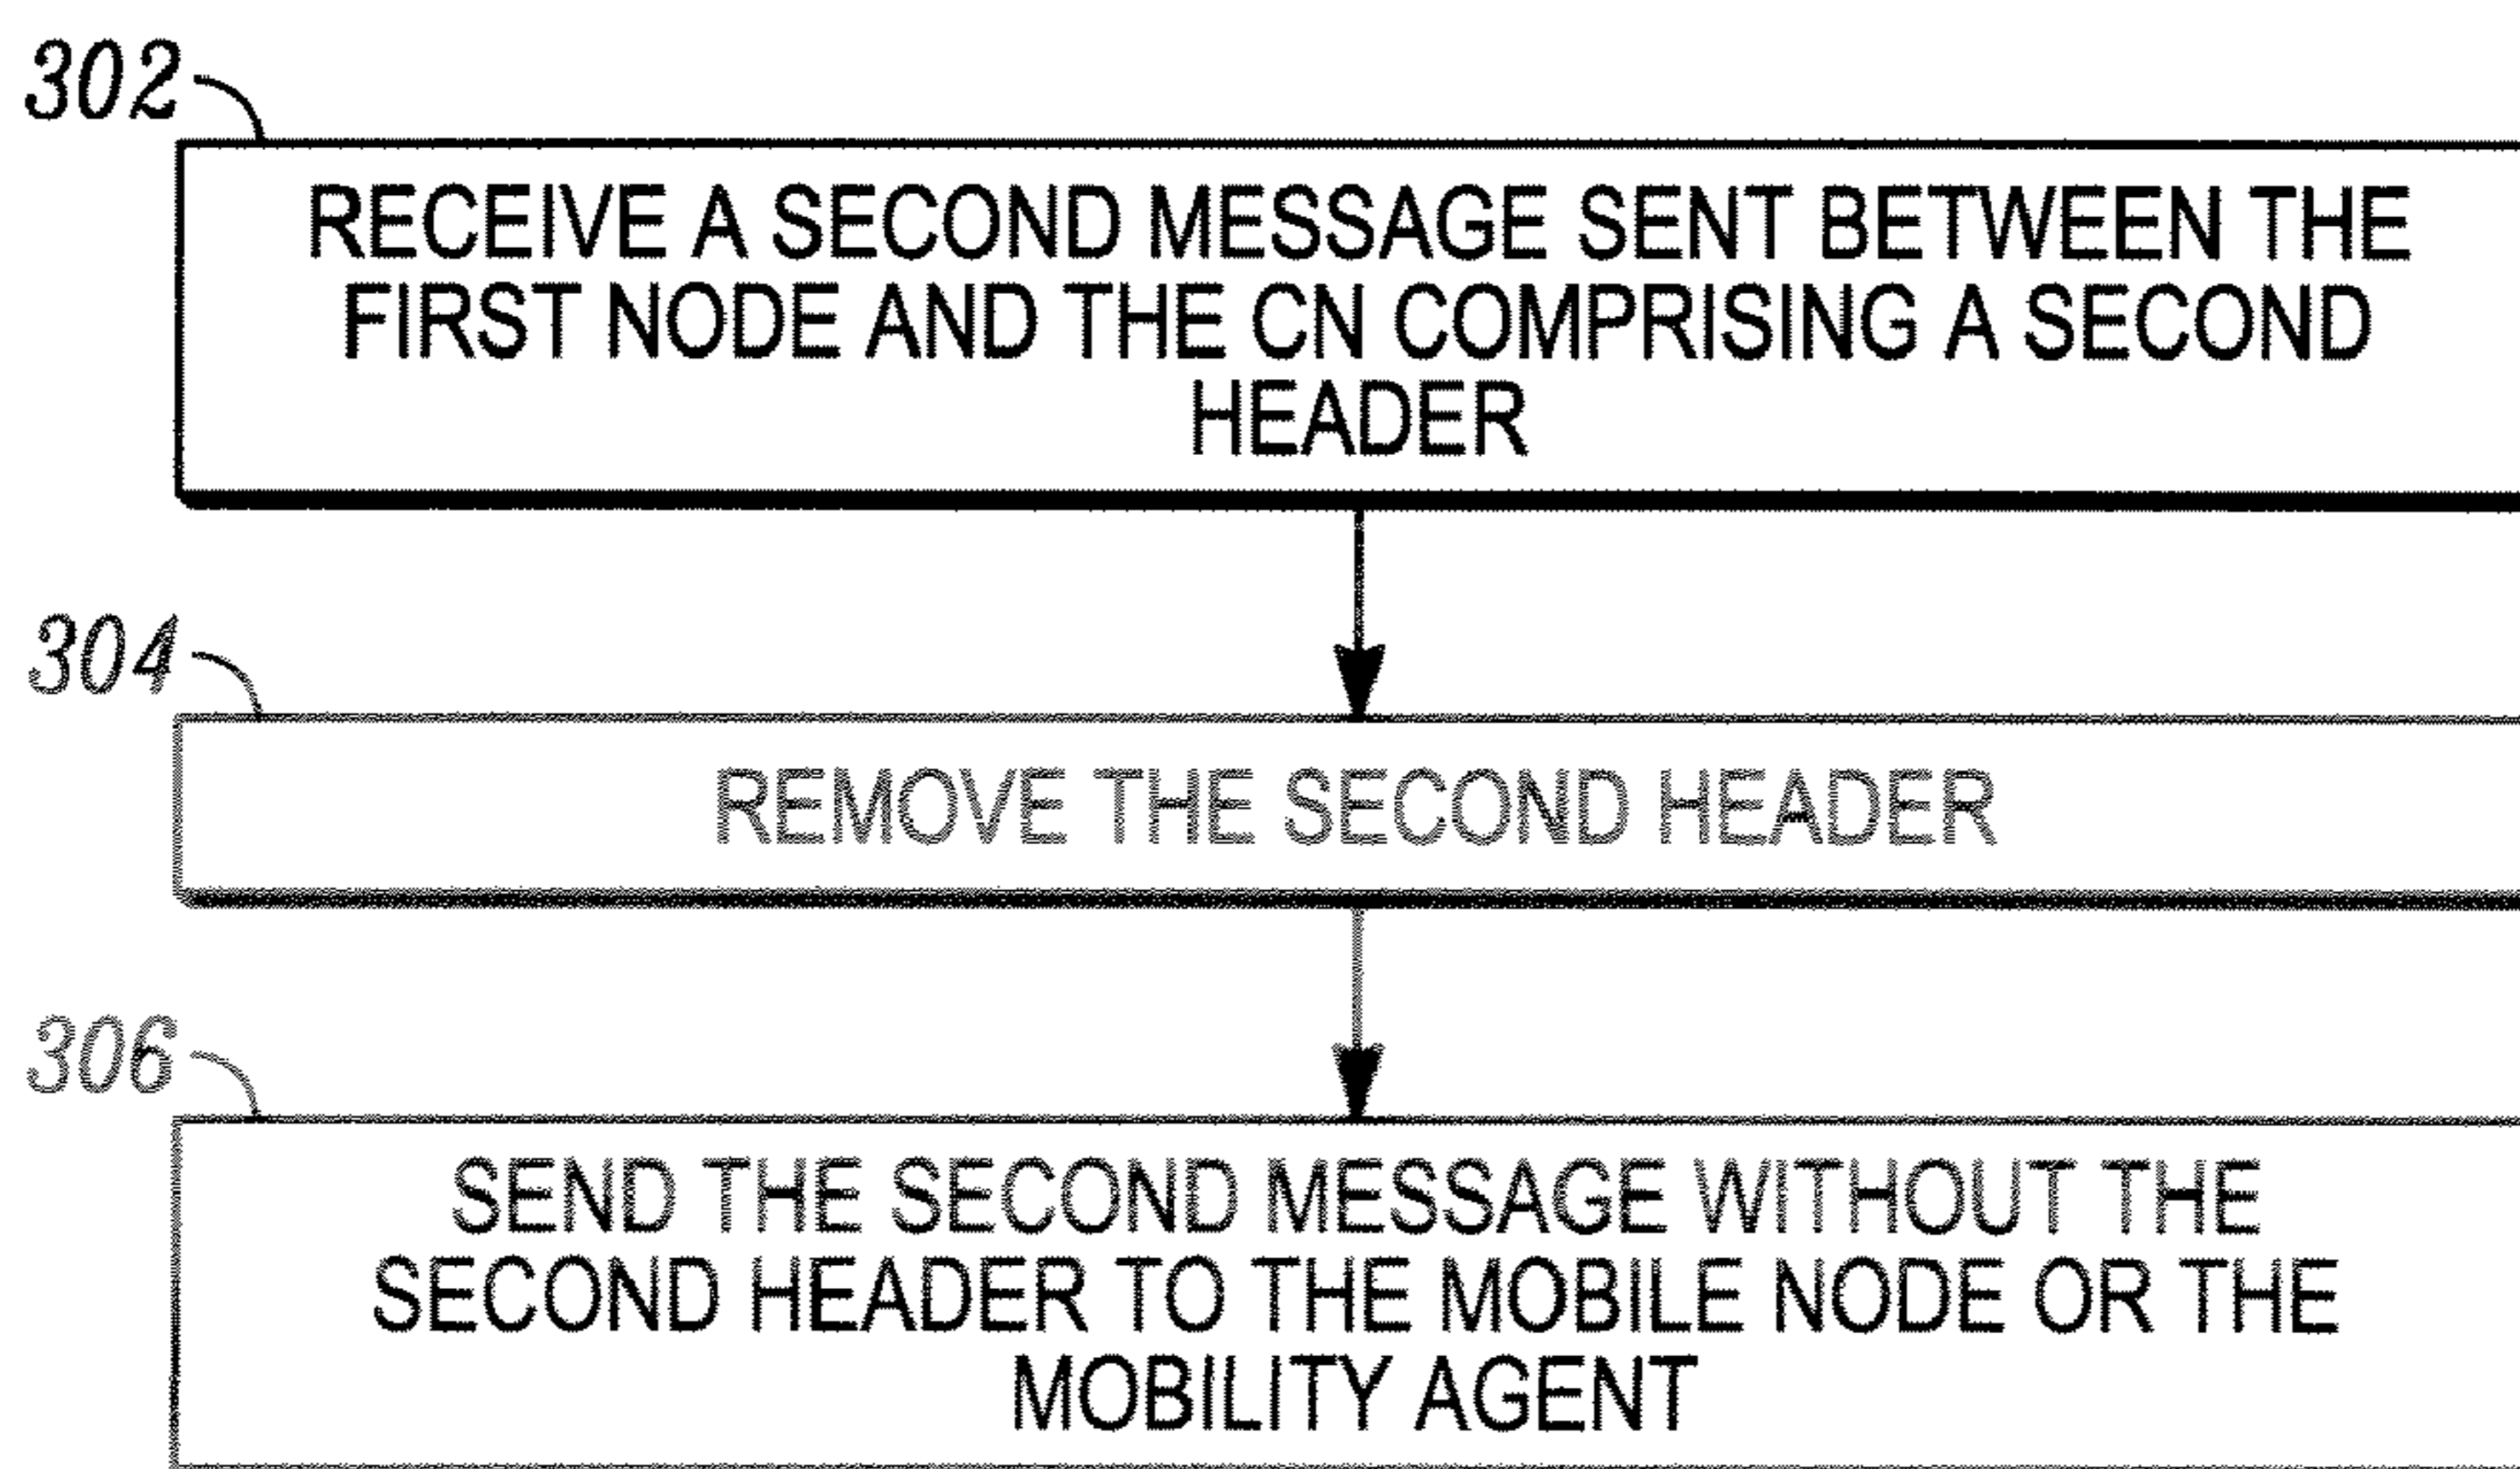 302
RECEIVE A SECOND MESSAGE SENT BETWEEN THE
FIRST NODE AND THE CN COMPRISING A SECOND
HEADER
304
REMOVE THE SECOND HEADER
306
SEND THE SECOND MESSAGE WITHOUT THE
SECOND HEADER TO THE MOBILE NODE OR THE
MOBILITY AGENT